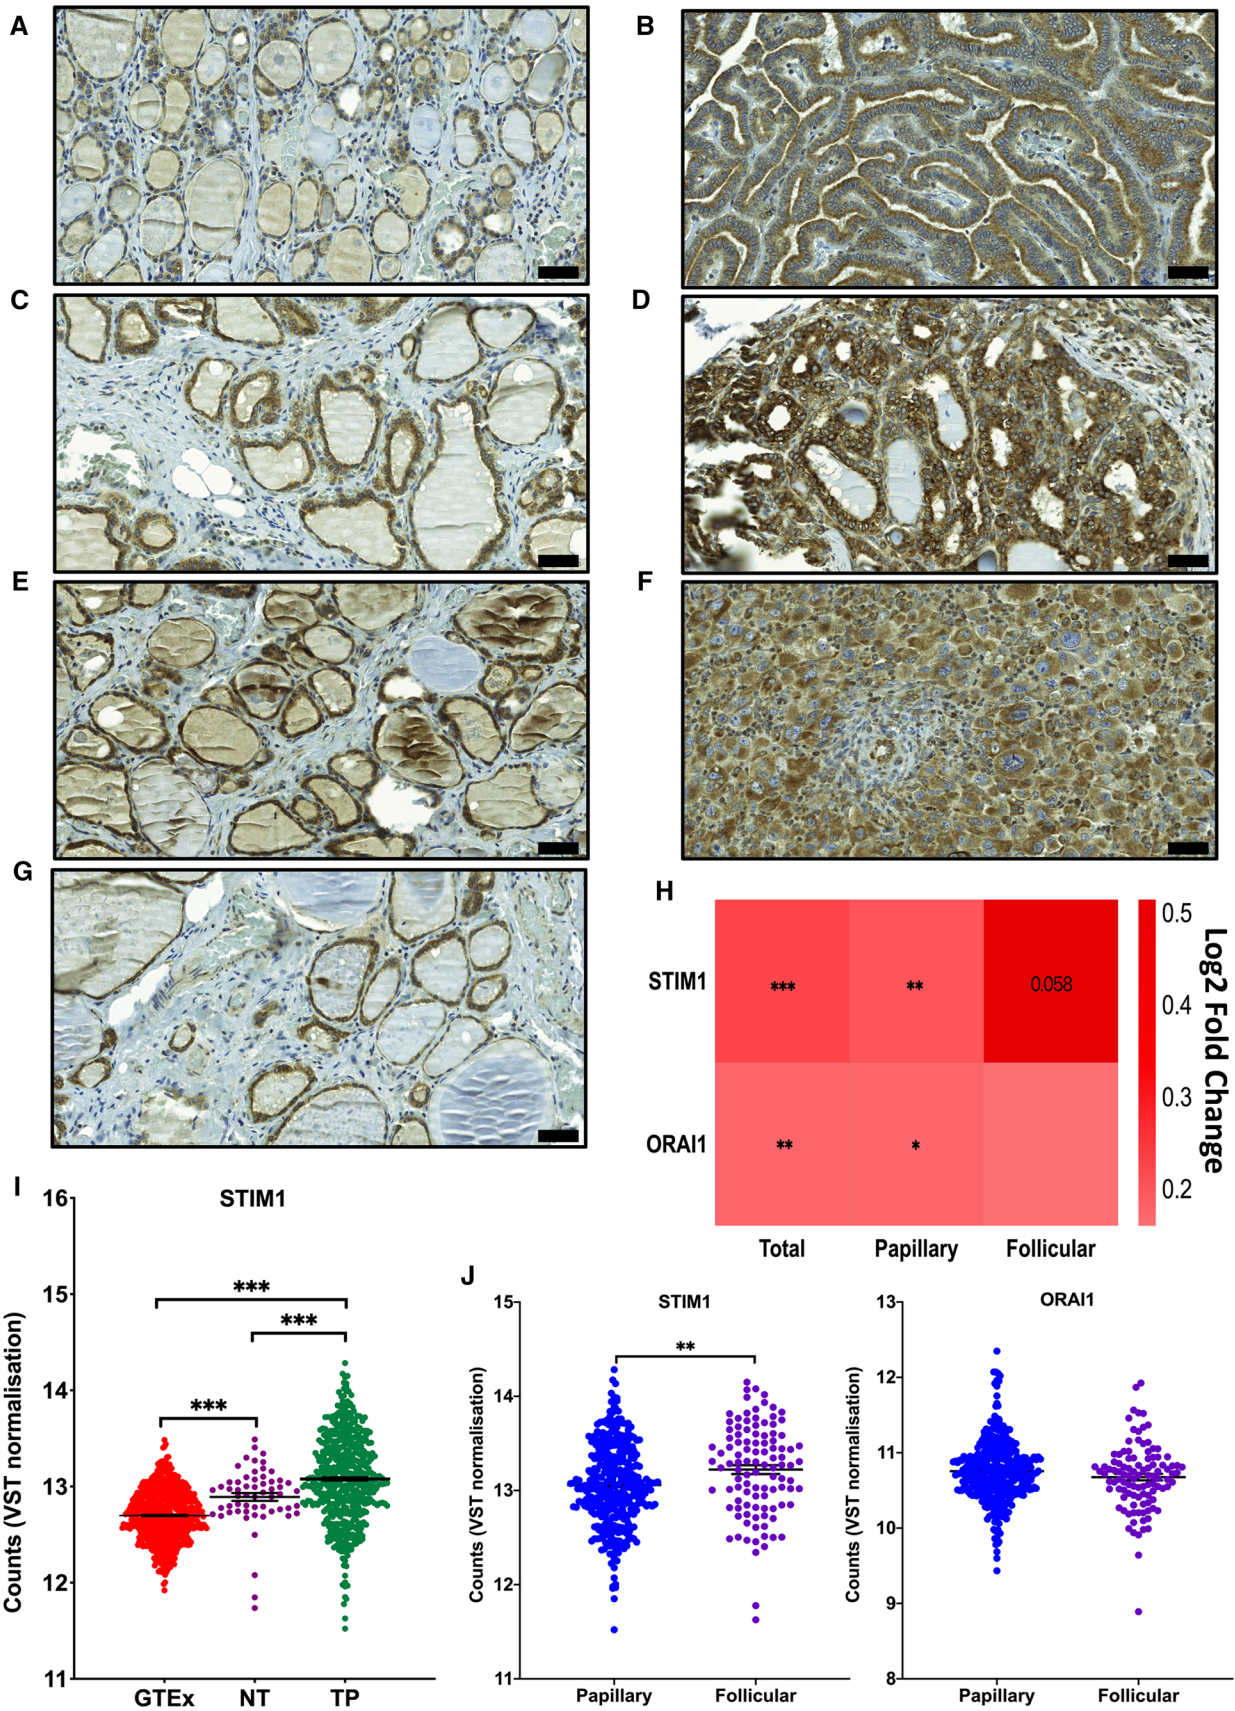 A
B
C
D
E
F
G
H
STIM1
ORAI1
***
**
0.058
**
*
Total
Papillary
Follicular
0.5
0.4
0.3
0.2
Log2 Fold Change
I
STIM1
Counts (VST normalisation)
16
15
14
13
12
11
***
***
***
GTEx
NT
TP
J
STIM1
Counts (VST normalisation)
15
14
13
12
11
**
Papillary
Follicular
ORAI1
Counts (VST normalisation)
13
12
11
10
9
8
Papillary
Follicular